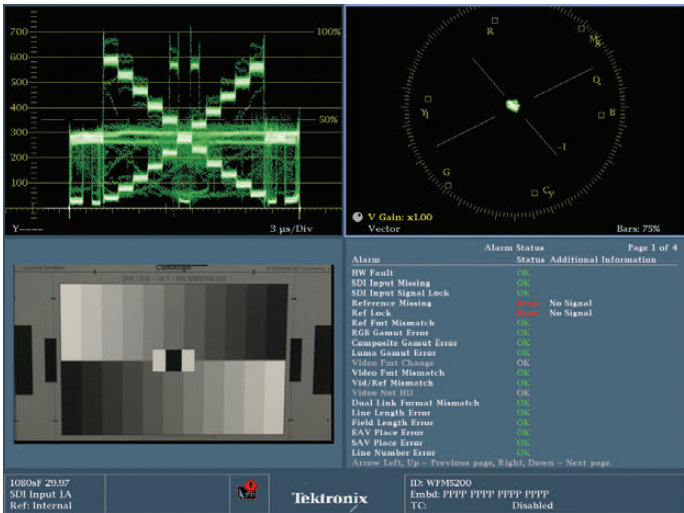 700
600
500
400
300
200
100
100%
50%
Y----
3 µs/Div
R
Mg
Q
B
Yl
-I
G
Cy
V Gain: x1.00
Vector
Bars: 75%
CamAlign
Alarm Status Page 1 of 4
Alarm Status Additional Information
HW Fault OK
SDI Input Missing OK
SDI Input Signal Lock OK
Reference Missing Error No Signal
Ref Lock Error No Signal
Ref Fmt Mismatch OK
RGB Gamut Error OK
Composite Gamut Error OK
Luma Gamut Error OK
Video Fmt Change OK
Video Fmt Mismatch OK
Vid/Ref Mismatch OK
Video Not HD OK
Dual Link Format Mismatch OK
Line Length Error OK
Field Length Error OK
EAV Place Error OK
SAV Place Error OK
Line Number Error OK
Arrow Left, Up - Previous page, Right, Down - Next page.
1080sF 29.97
SDI Input 1A
Ref: Internal
Tektronix
ID: WFM5200
Embd: PPPP PPPP PPPP PPPP
TC: Disabled